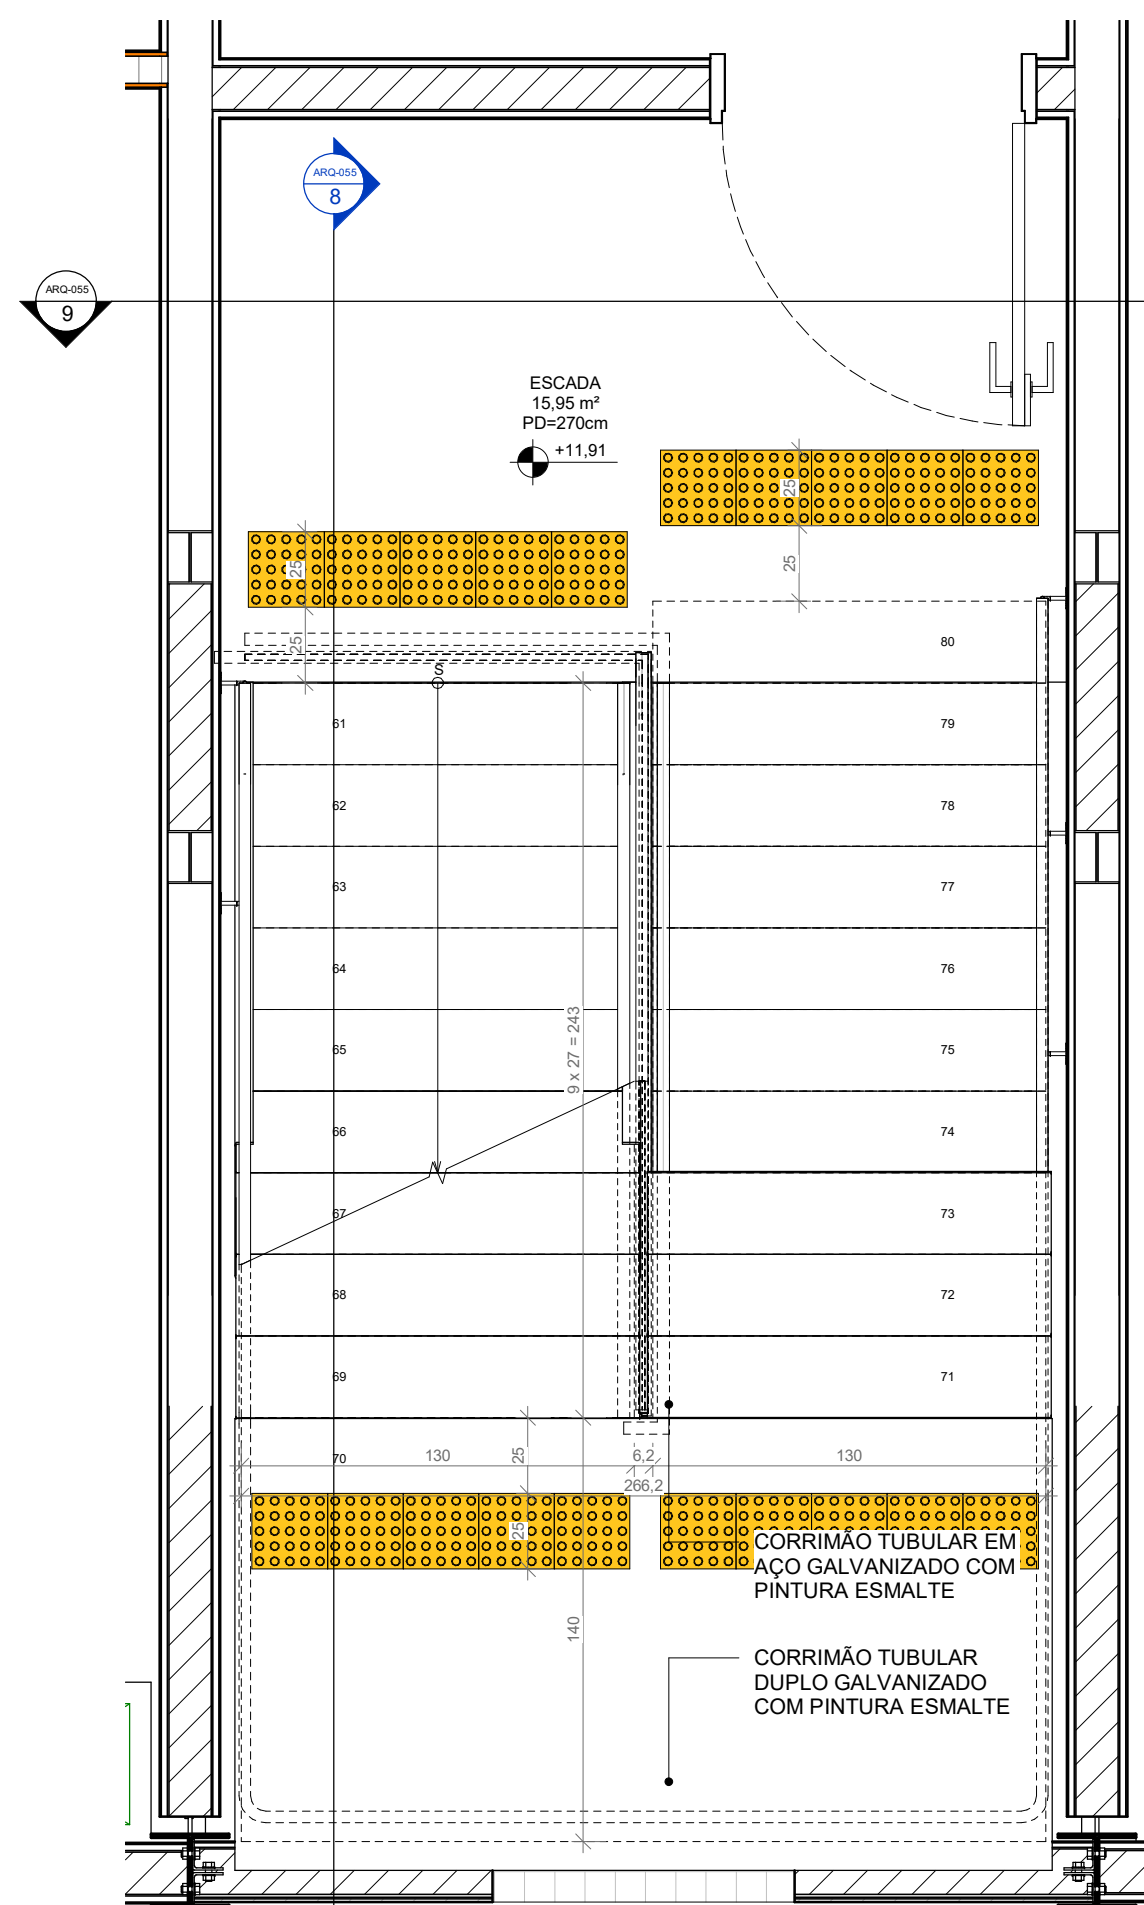 ARQ-055
8
ARQ-055
9
ESCADA
15,95 m²
PD=270cm
+11,91
25
25
25
25
80
S
61
79
62
78
63
77
64
76
9 x 27 = 243
65
75
66
74
67
73
68
72
69
71
70
130
25
6,2
130
266,2
25
CORRIMÃO TUBULAR EM
AÇO GALVANIZADO COM
PINTURA ESMALTE
140
CORRIMÃO TUBULAR
DUPLO GALVANIZADO
COM PINTURA ESMALTE